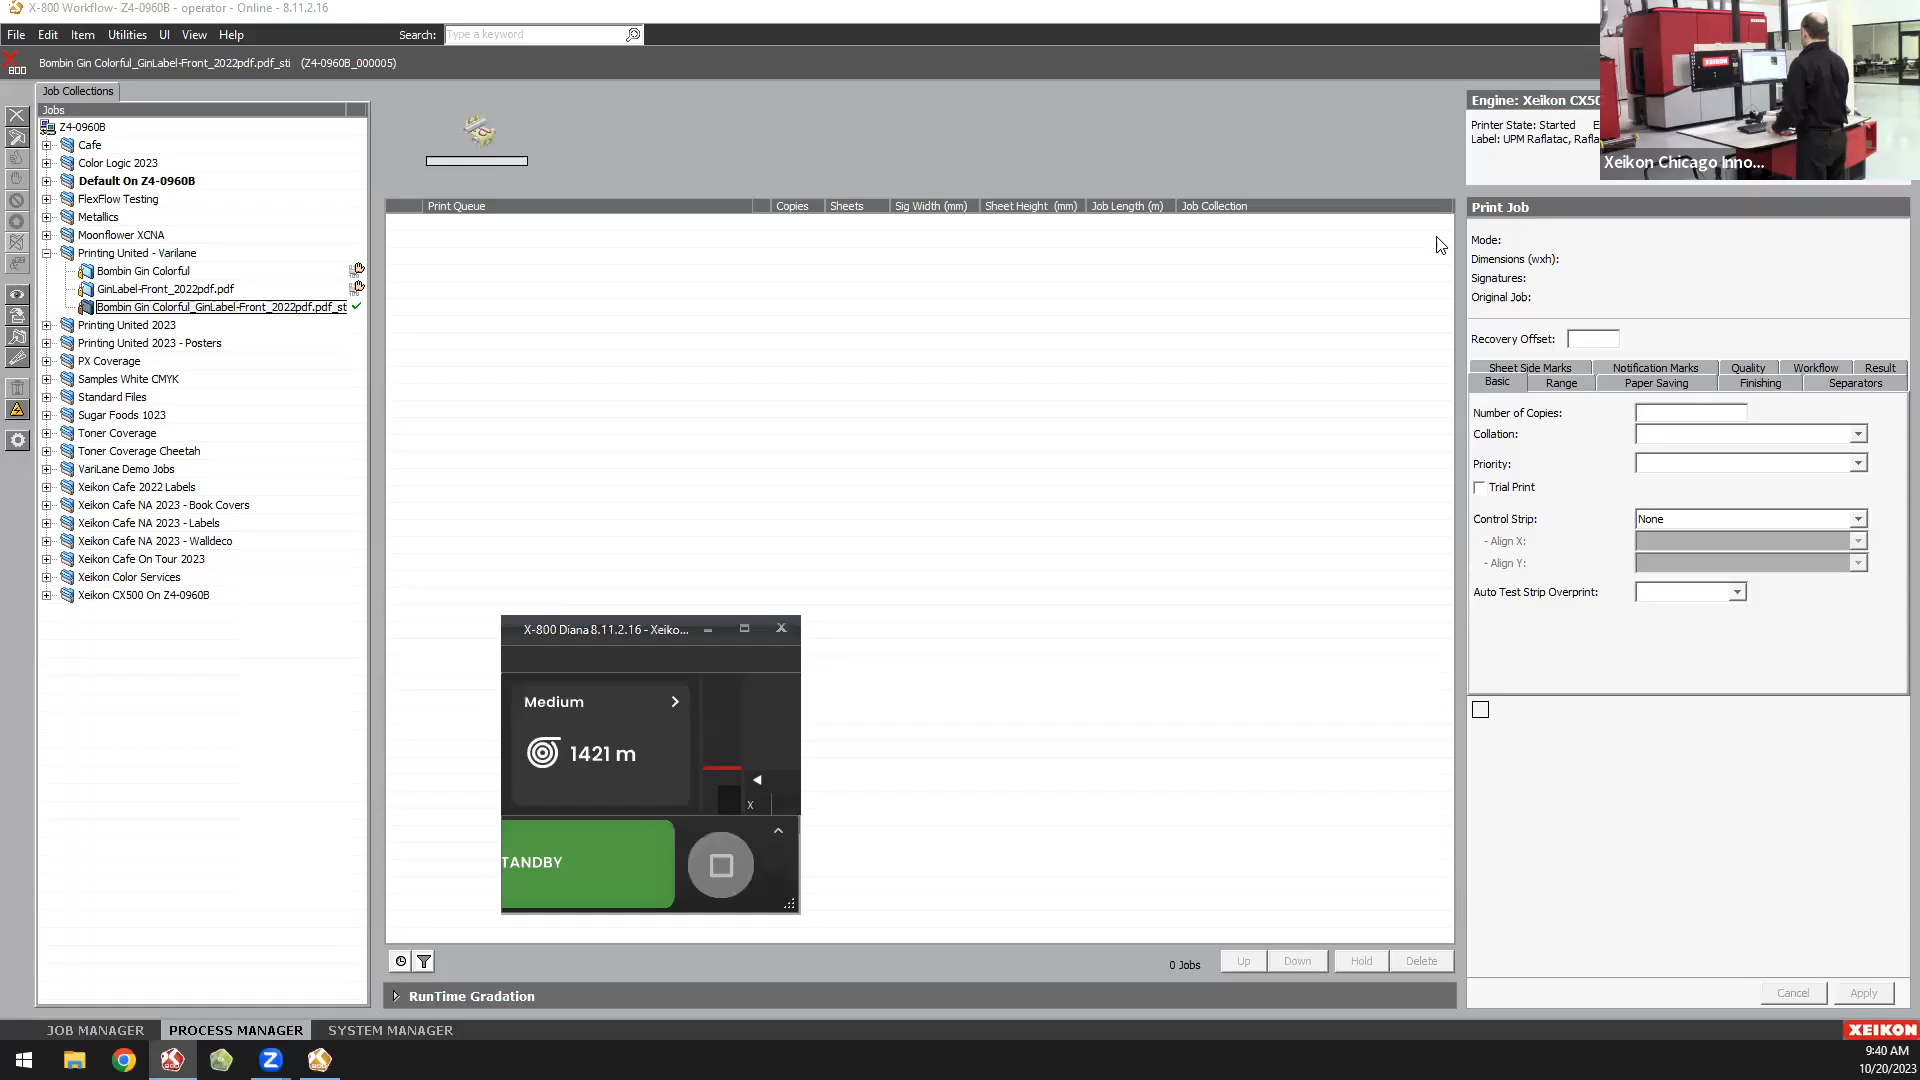 X-800 Workflow- Z4-0960B - operator - Online - 8.11.2.16
File Edit Item Utilities UI View Help Search: Type a keyword
800 Bombin Gin Colorful_GinLabel-Front_2022pdf.pdf_sti (Z4-0960B_000005)
Job Collections
Jobs
Z4-0960B
Cafe
Color Logic 2023
Default On Z4-0960B
FlexFlow Testing
Metallics
Moonflower XCNA
Printing United - Varilane
Bombin Gin Colorful
GinLabel-Front_2022pdf.pdf
Bombin Gin Colorful_GinLabel-Front_2022pdf.pdf_st
Printing United 2023
Printing United 2023 - Posters
PX Coverage
Samples White CMYK
Standard Files
Sugar Foods 1023
Toner Coverage
Toner Coverage Cheetah
VariLane Demo Jobs
Xeikon Cafe 2022 Labels
Xeikon Cafe NA 2023 - Book Covers
Xeikon Cafe NA 2023 - Labels
Xeikon Cafe NA 2023 - Walldeco
Xeikon Cafe On Tour 2023
Xeikon Color Services
Xeikon CX500 On Z4-0960B
Print Queue Copies Sheets Sig Width (mm) Sheet Height (mm) Job Length (m) Job Collection
X-800 Diana 8.11.2.16 - Xeiko...
Medium
1421 m
X
TANDBY
0 Jobs Up Down Hold Delete
RunTime Gradation
Engine: Xeikon CX50
Printer State: Started E
Label: UPM Raflatac, Rafla
XEIKON
Xeikon Chicago Inno...
Print Job
Mode:
Dimensions (wxh):
Signatures:
Original Job:
Recovery Offset:
Sheet Side Marks Notification Marks Quality Workflow Result
Basic Range Paper Saving Finishing Separators
Number of Copies:
Collation:
Priority:
Trial Print
Control Strip: None
- Align X:
- Align Y:
Auto Test Strip Overprint:
Cancel Apply
JOB MANAGER PROCESS MANAGER SYSTEM MANAGER XEIKON
9:40 AM
10/20/2023